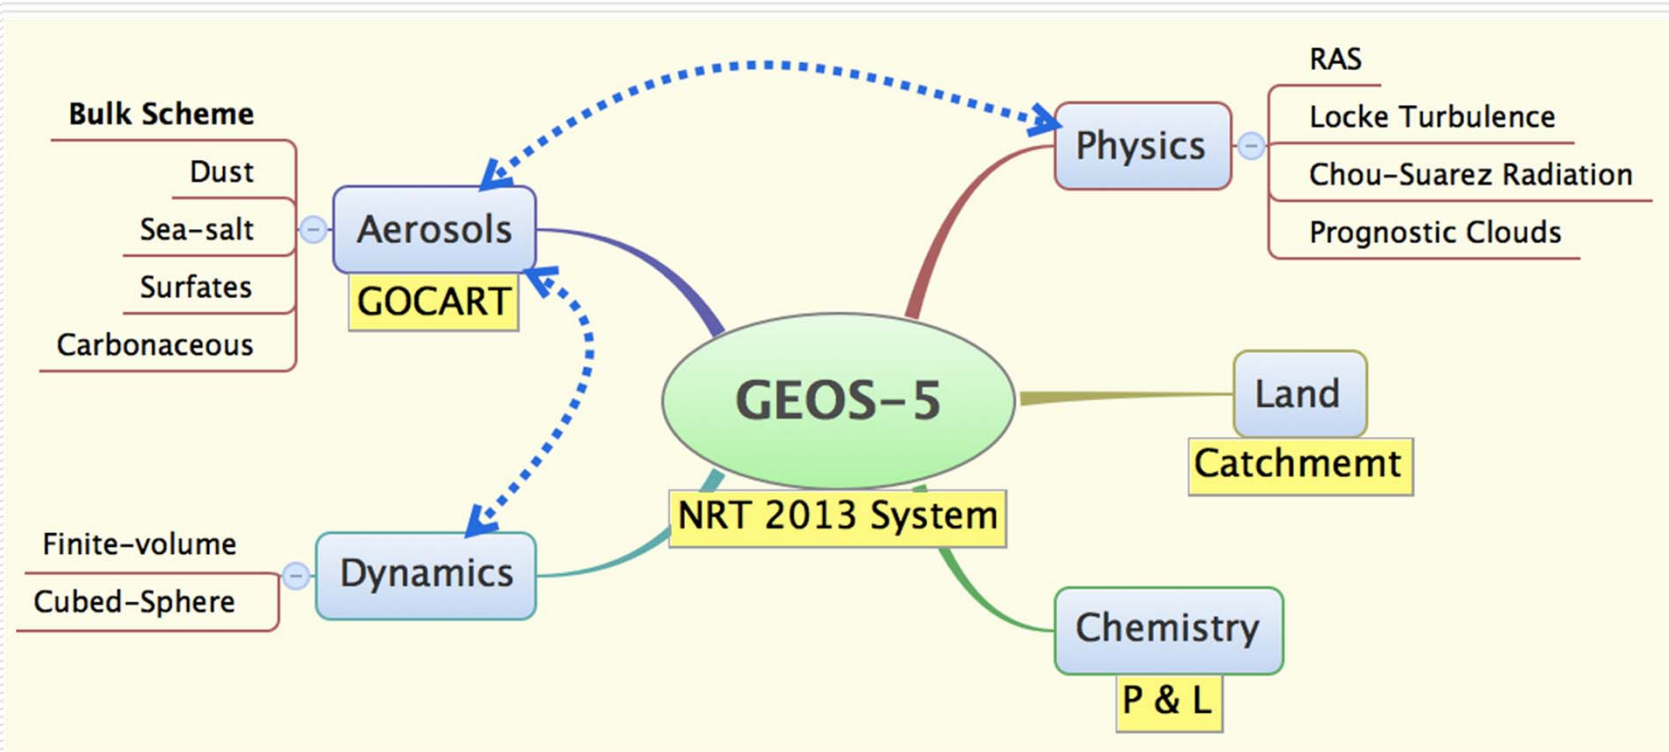 Bulk Scheme
Dust
Sea-salt
Surfates
Carbonaceous
Aerosols
GOCART
Physics
RAS
Locke Turbulence
Chou-Suarez Radiation
Prognostic Clouds
GEOS-5
NRT 2013 System
Land
Catchmemt
Finite-volume
Cubed-Sphere
Dynamics
Chemistry
P & L